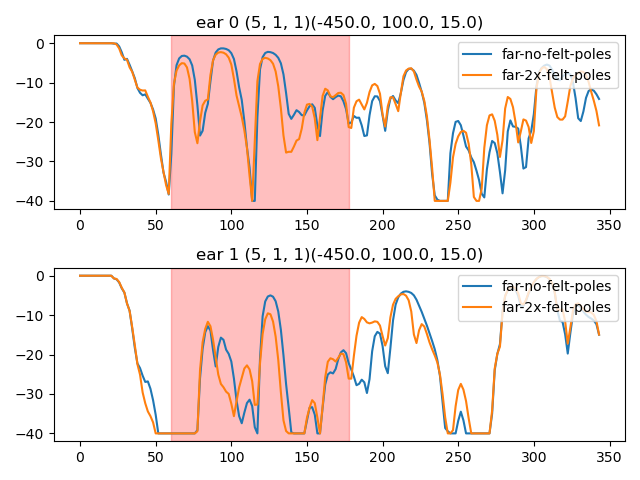 ear 0 (5, 1, 1)(-450.0, 100.0, 15.0)
0
−10
−20
−30
−40
far-no-felt-poles
far-2x-felt-poles
0 50 100 150 200 250 300 350
ear 1 (5, 1, 1)(-450.0, 100.0, 15.0)
0
−10
−20
−30
−40
far-no-felt-poles
far-2x-felt-poles
0 50 100 150 200 250 300 350